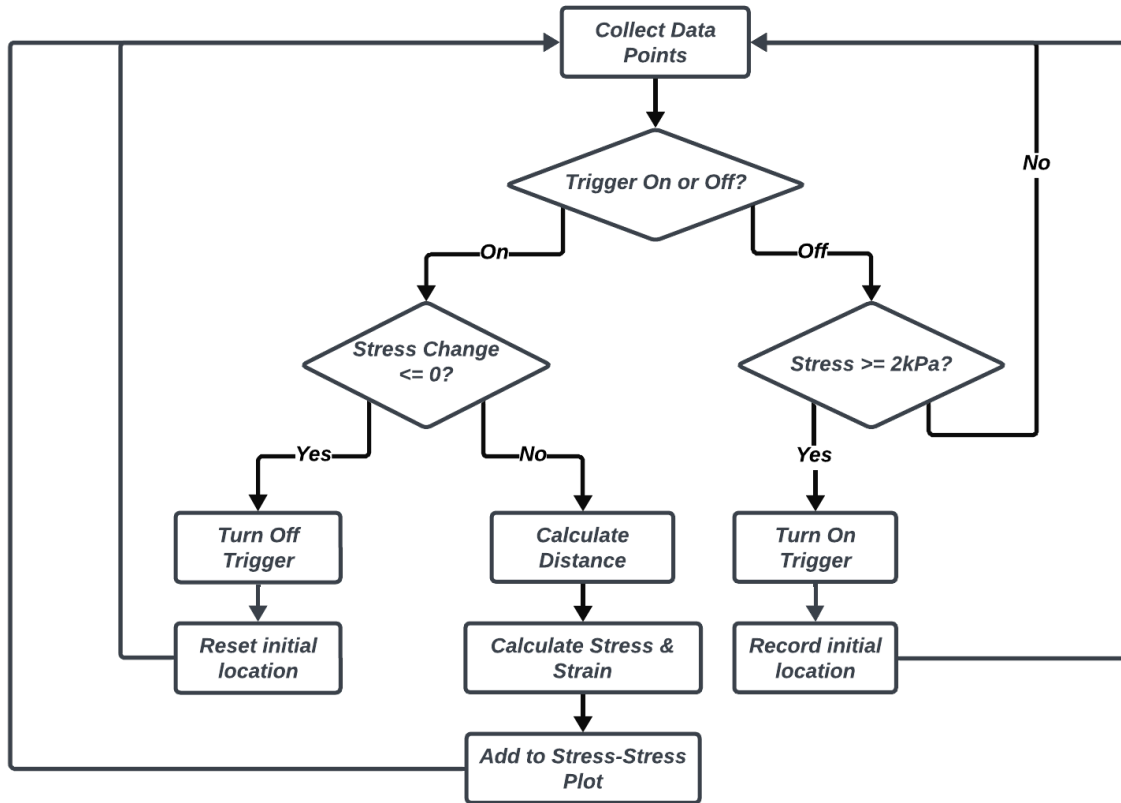 Collect Data
Points
No
Trigger On or Off?
On
Off
Stress Change
<= 0?
Stress >= 2kPa?
Yes
No
Yes
Turn Off
Trigger
Calculate
Distance
Turn On
Trigger
Reset initial
location
Calculate Stress &
Strain
Record initial
location
Add to Stress-Stress
Plot